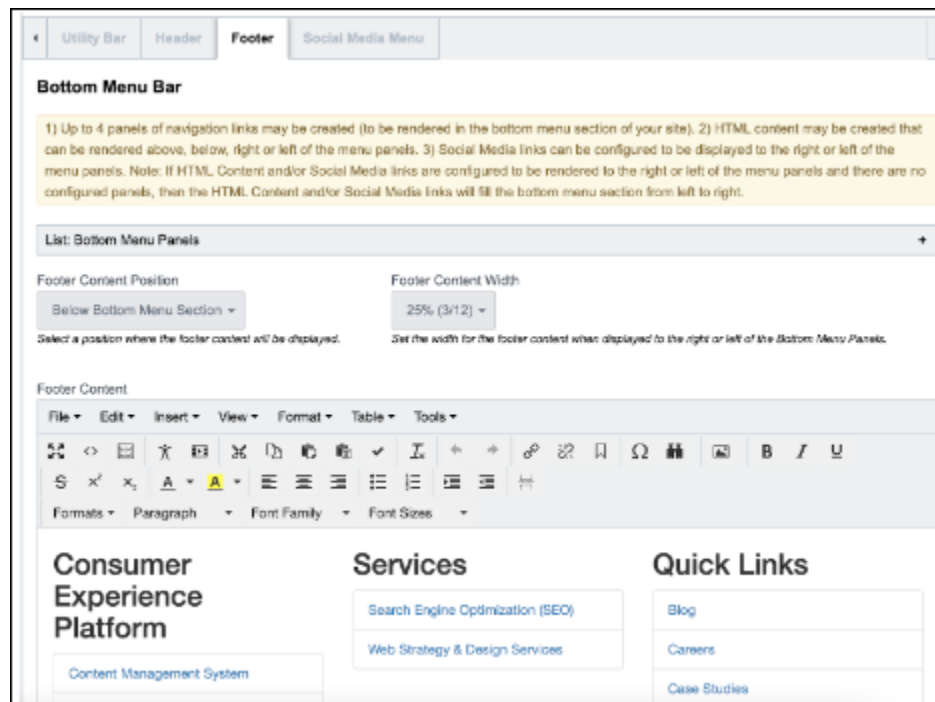 Utility Bar Header Footer Social Media Menu
Bottom Menu Bar
1) Up to 4 panels of navigation links may be created (to be rendered in the bottom menu section of your site). 2) HTML content may be created that
can be rendered above, below, right or left of the menu panels. 3) Social Media links can be configured to be displayed to the right or left of the
menu panels. Note: If HTML Content and/or Social Media links are configured to be rendered to the right or left of the menu panels and there are no
configured panels, then the HTML Content and/or Social Media links will fill the bottom menu section from left to right.
List: Bottom Menu Panels +
Footer Content Position Footer Content Width
Below Bottom Menu Section 25% (3/12)
Select a position where the footer content will be displayed. Set the width for the footer content when displayed to the right or left of the Bottom Menu Panels.
Footer Content
File Edit Insert View Format Table Tools
B I U
S x² x₂ A A
Formats Paragraph Font Family Font Sizes
Consumer Experience Platform
Content Management System
Services
Search Engine Optimization (SEO)
Web Strategy & Design Services
Quick Links
Blog
Careers
Case Studies